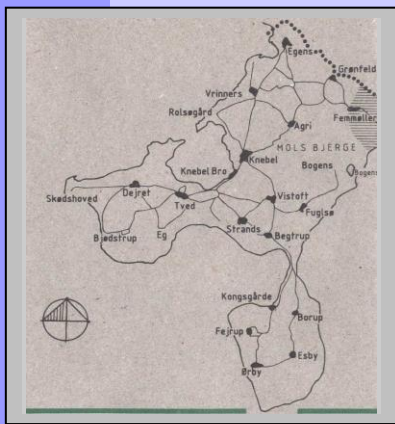 Egens
Grønfeld
Vrinners
Rolsøgård
Femmøller
Agri
MOLS BJERGE
Knebel
Bogens
Knebel Bro
Bogens
Dejret
Skødshoved
Tved
Vistoft
Fuglsø
Strands
Bjødstrup
Eg
Begtrup
Kongsgårde
Borup
Fejrup
Esby
Ørby